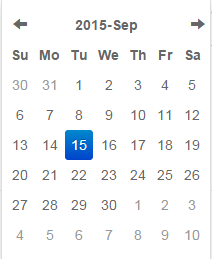 2015-Sep
Su Mo Tu We Th Fr Sa
30 31 1 2 3 4 5
6 7 8 9 10 11 12
13 14 15 16 17 18 19
20 21 22 23 24 25 26
27 28 29 30 1 2 3
4 5 6 7 8 9 10